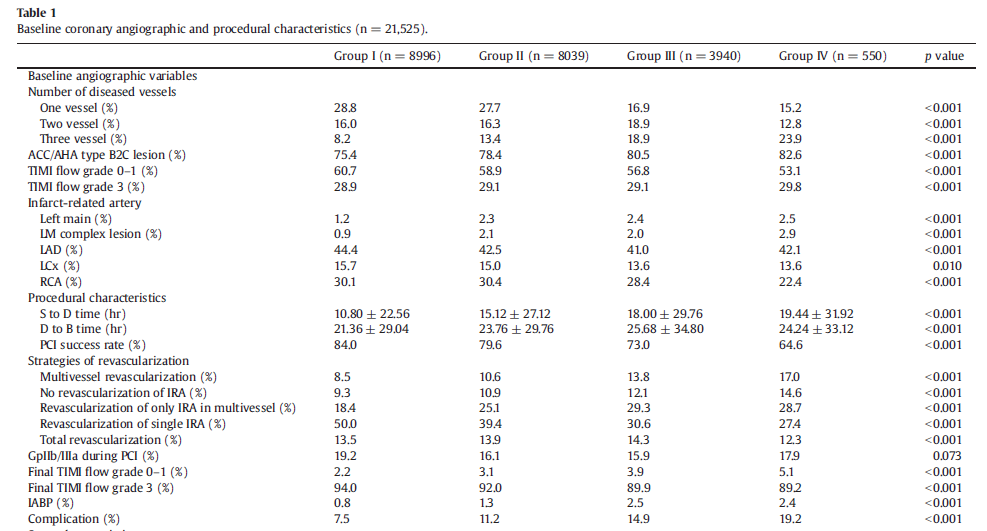 Table 1
Baseline coronary angiographic and procedural characteristics (n = 21,525).
Group I (n = 8996) Group II (n = 8039) Group III (n = 3940) Group IV (n = 550) p value
Baseline angiographic variables
Number of diseased vessels
One vessel (%) 28.8 27.7 16.9 15.2 <0.001
Two vessel (%) 16.0 16.3 18.9 12.8 <0.001
Three vessel (%) 8.2 13.4 18.9 23.9 <0.001
ACC/AHA type B2C lesion (%) 75.4 78.4 80.5 82.6 <0.001
TIMI flow grade 0–1 (%) 60.7 58.9 56.8 53.1 <0.001
TIMI flow grade 3 (%) 28.9 29.1 29.1 29.8 <0.001
Infarct-related artery
Left main (%) 1.2 2.3 2.4 2.5 <0.001
LM complex lesion (%) 0.9 2.1 2.0 2.9 <0.001
LAD (%) 44.4 42.5 41.0 42.1 <0.001
LCx (%) 15.7 15.0 13.6 13.6 0.010
RCA (%) 30.1 30.4 28.4 22.4 <0.001
Procedural characteristics
S to D time (hr) 10.80 ± 22.56 15.12 ± 27.12 18.00 ± 29.76 19.44 ± 31.92 <0.001
D to B time (hr) 21.36 ± 29.04 23.76 ± 29.76 25.68 ± 34.80 24.24 ± 33.12 <0.001
PCI success rate (%) 84.0 79.6 73.0 64.6 <0.001
Strategies of revascularization
Multivessel revascularization (%) 8.5 10.6 13.8 17.0 <0.001
No revascularization of IRA (%) 9.3 10.9 12.1 14.6 <0.001
Revascularization of only IRA in multivessel (%) 18.4 25.1 29.3 28.7 <0.001
Revascularization of single IRA (%) 50.0 39.4 30.6 27.4 <0.001
Total revascularization (%) 13.5 13.9 14.3 12.3 <0.001
GpIIb/IIIa during PCI (%) 19.2 16.1 15.9 17.9 0.073
Final TIMI flow grade 0–1 (%) 2.2 3.1 3.9 5.1 <0.001
Final TIMI flow grade 3 (%) 94.0 92.0 89.9 89.2 <0.001
IABP (%) 0.8 1.3 2.5 2.4 <0.001
Complication (%) 7.5 11.2 14.9 19.2 <0.001